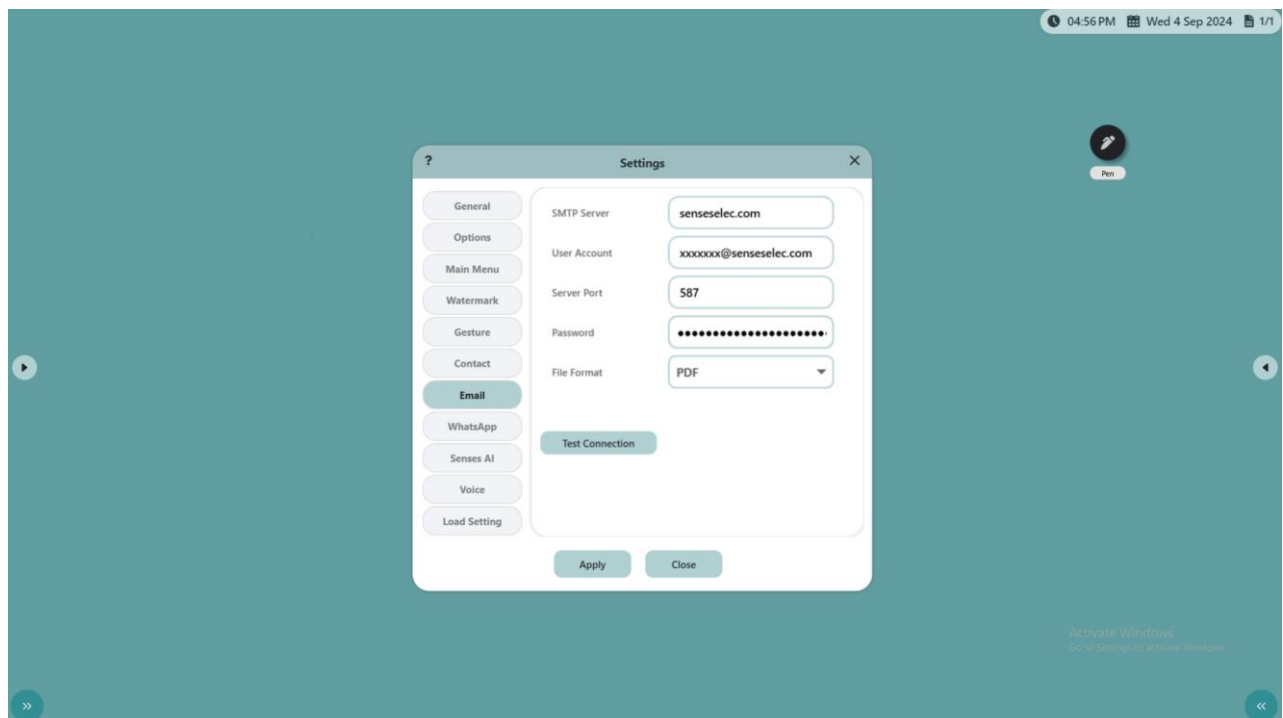 04:56 PM Wed 4 Sep 2024 1/1
Pen
? Settings
General
Options
Main Menu
Watermark
Gesture
Contact
Email
WhatsApp
Senses AI
Voice
Load Setting
SMTP Server senseselec.com
User Account xxxxxxx@senseselec.com
Server Port 587
Password
File Format PDF
Test Connection
Apply Close
Activate Windows
Go to Settings to activate Windows.